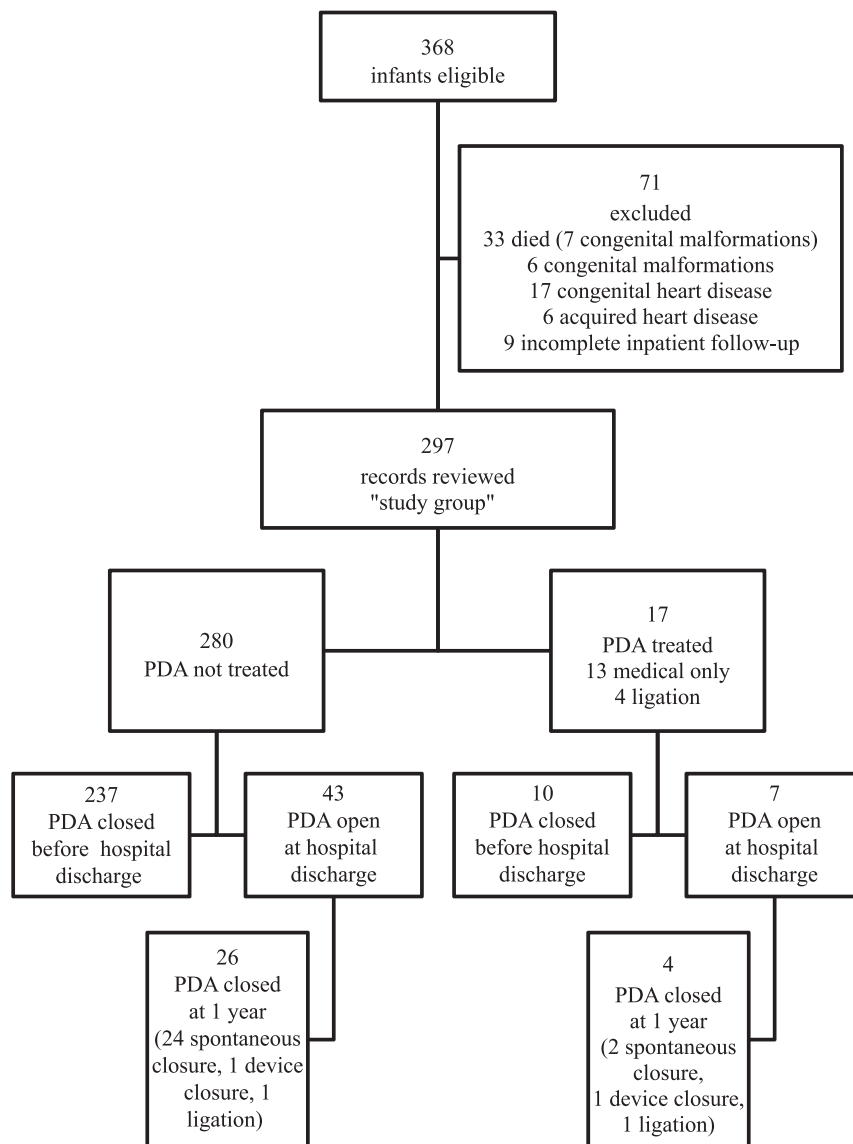 368
infants eligible
71
excluded
33 died (7 congenital malformations)
6 congenital malformations
17 congenital heart disease
6 acquired heart disease
9 incomplete inpatient follow-up
297
records reviewed
"study group"
280
PDA not treated
17
PDA treated
13 medical only
4 ligation
237
PDA closed
before hospital
discharge
43
PDA open
at hospital
discharge
10
PDA closed
before hospital
discharge
7
PDA open
at hospital
discharge
26
PDA closed
at 1 year
(24 spontaneous
closure, 1 device
closure, 1
ligation)
4
PDA closed
at 1 year
(2 spontaneous
closure,
1 device closure,
1 ligation)